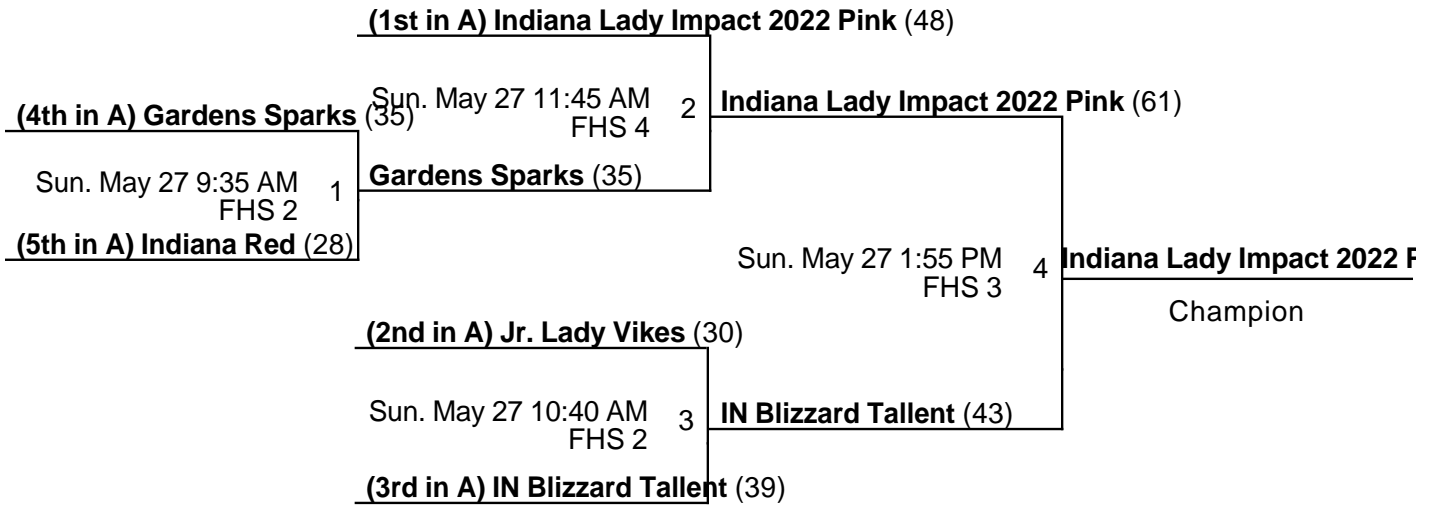 (1st in A) Indiana Lady Impact 2022 Pink (48)
Sun. May 27 11:45 AM 2 Indiana Lady Impact 2022 Pink (61)
(4th in A) Gardens Sparks (35)
FHS 4
Gardens Sparks (35)
Sun. May 27 9:35 AM 1
FHS 2
(5th in A) Indiana Red (28)
Sun. May 27 1:55 PM 4 Indiana Lady Impact 2022
FHS 3
Champion
(2nd in A) Jr. Lady Vikes (30)
Sun. May 27 10:40 AM 3 IN Blizzard Tallent (43)
FHS 2
(3rd in A) IN Blizzard Tallent (39)